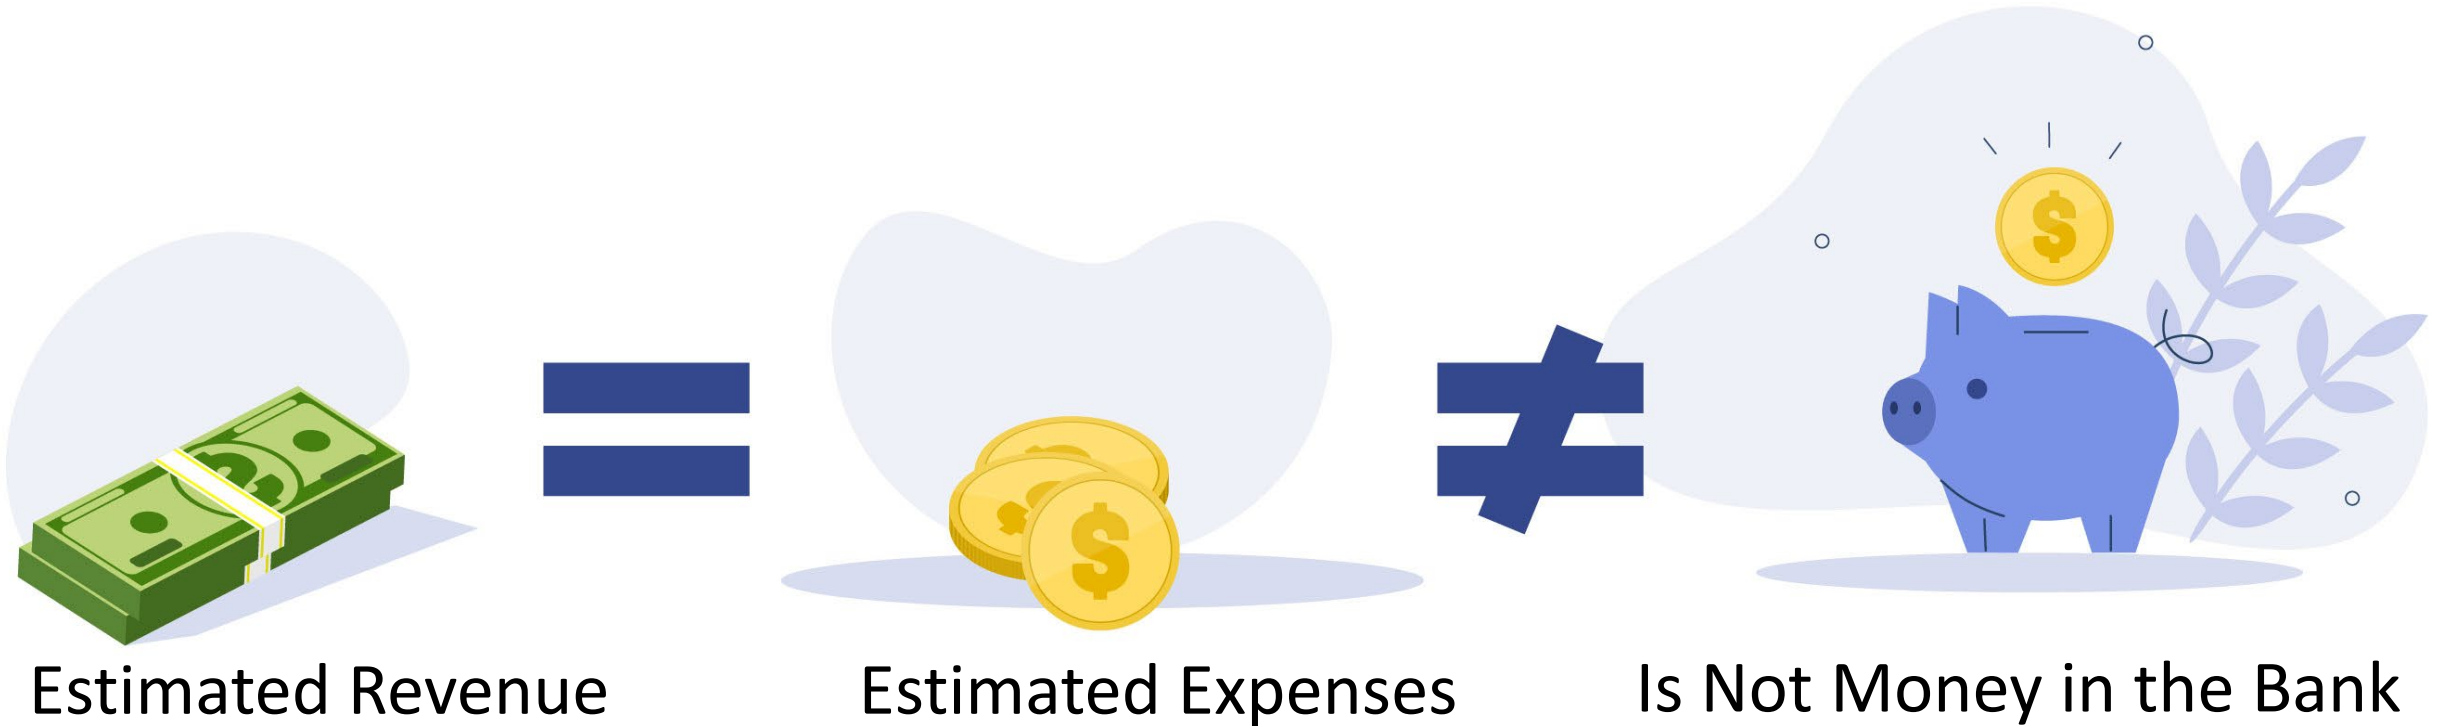 Estimated Revenue
Estimated Expenses
Is Not Money in the Bank